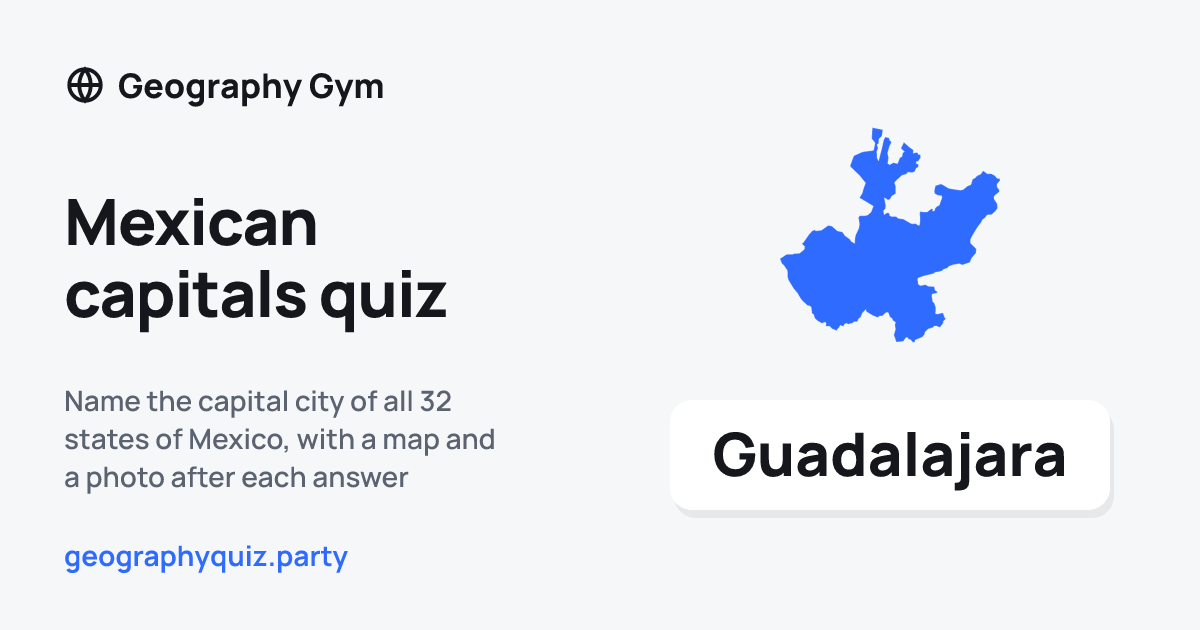 Geography Gym
Mexican
capitals quiz
Name the capital city of all 32
states of Mexico, with a map and
a photo after each answer
geographyquiz.party
Guadalajara